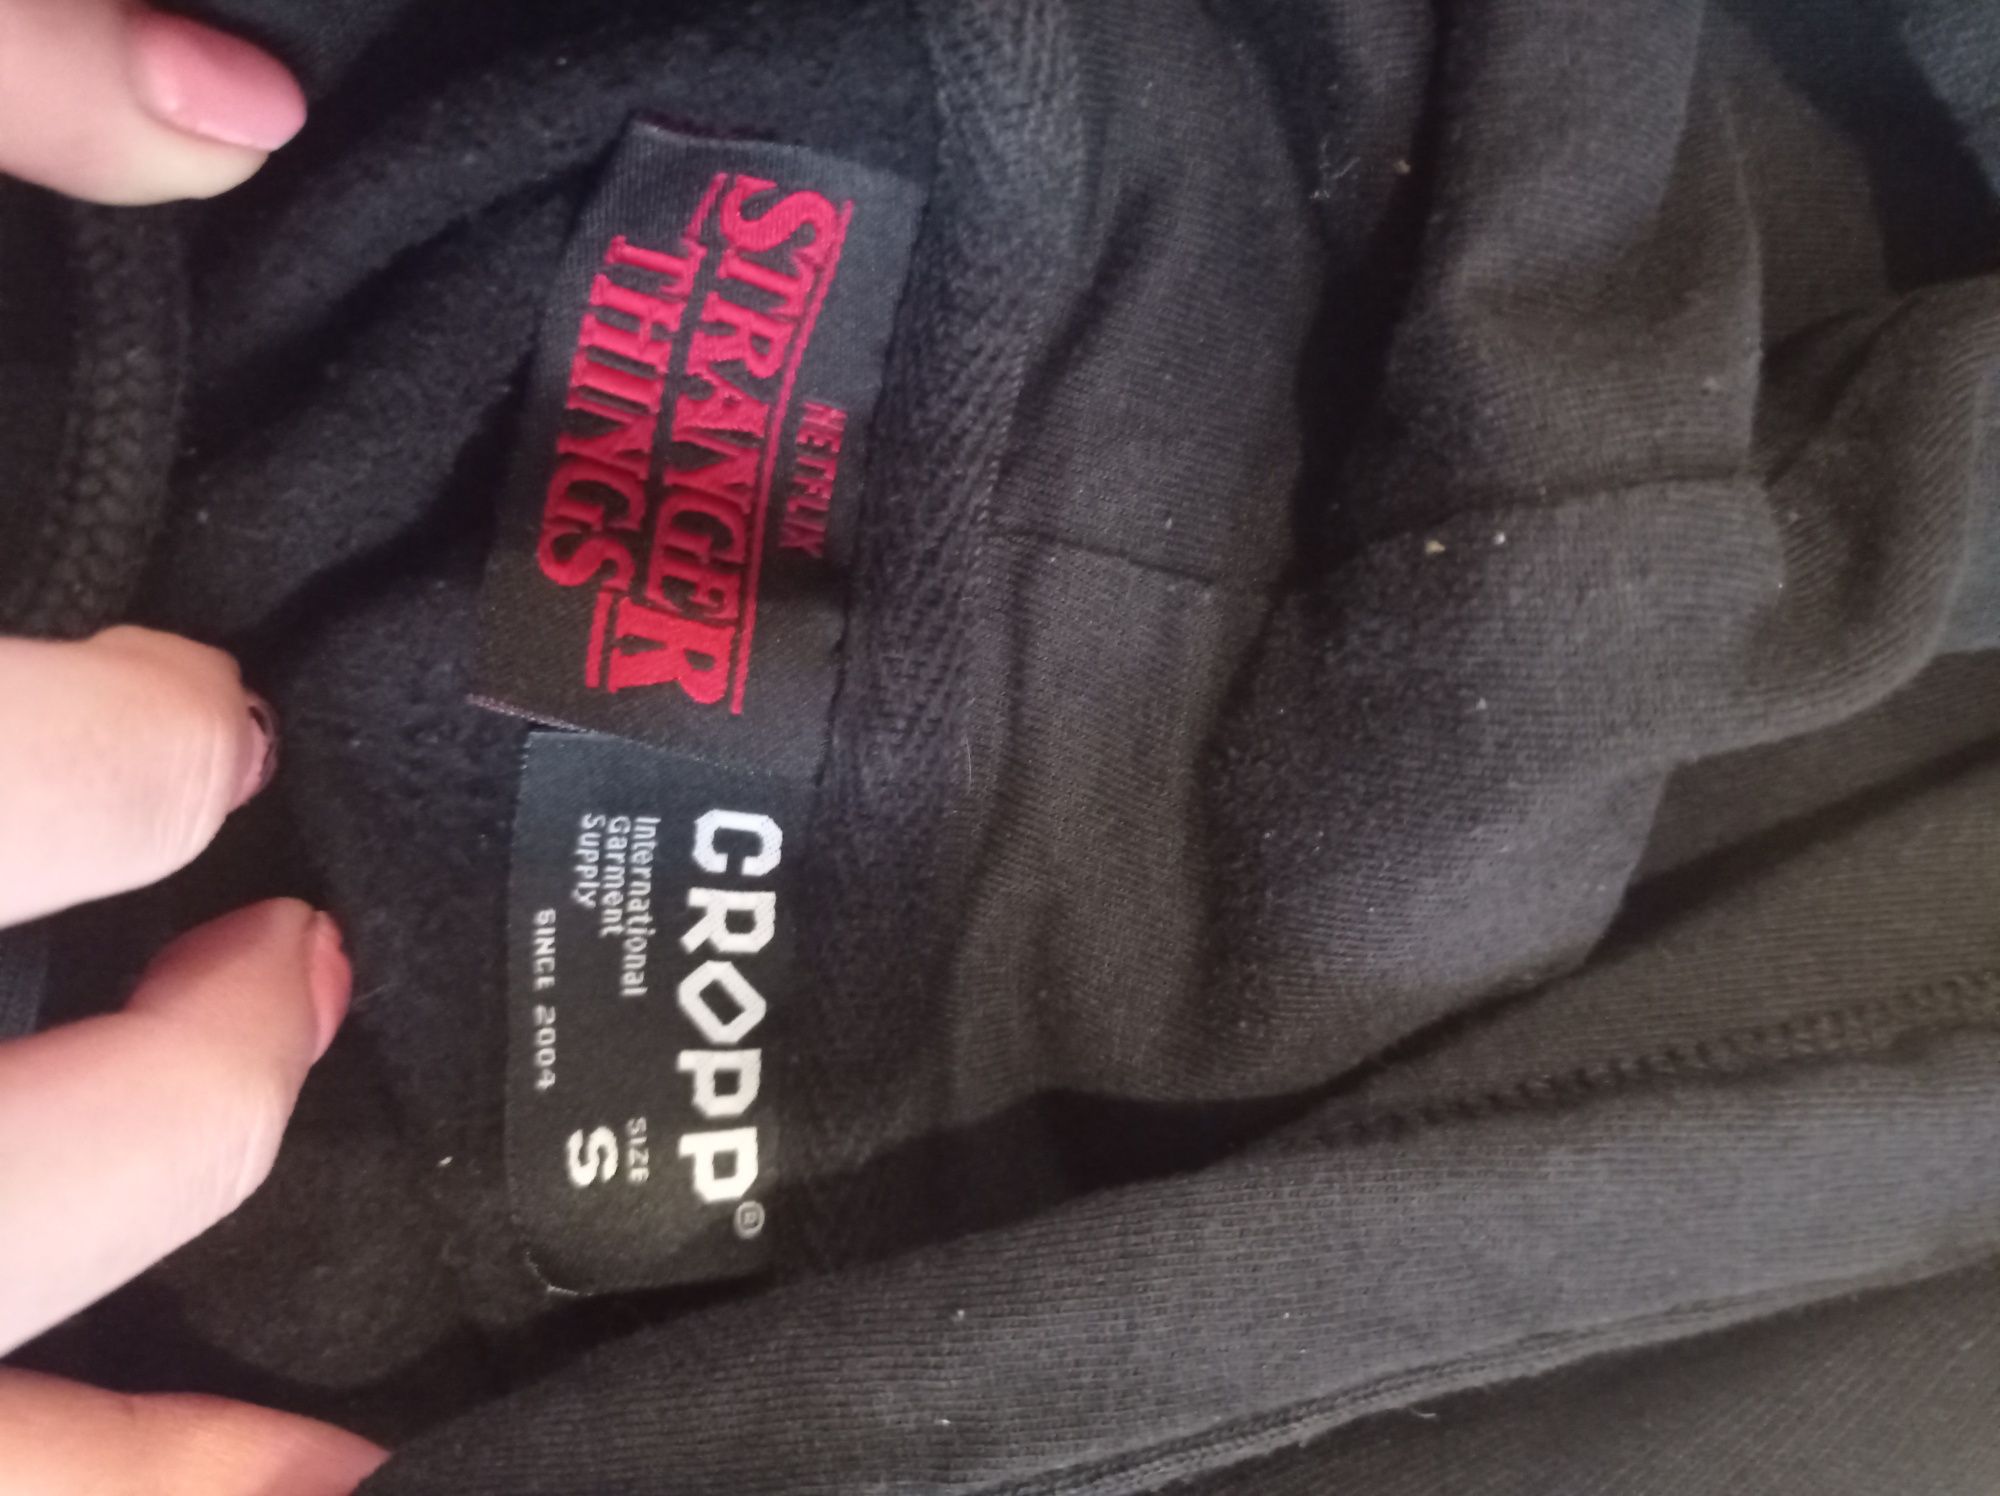 NETFLIX
STRANGER
THINGS
CROPP®
International
Garment
Supply
SIZE
S
SINCE 2004